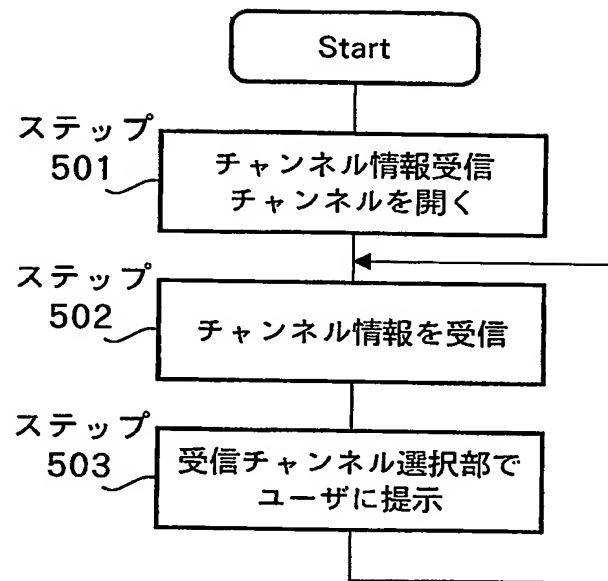 Start
ステップ
501
チャンネル情報受信
チャンネルを開く
ステップ
502
チャンネル情報を受信
ステップ
503
受信チャンネル選択部で
ユーザに提示